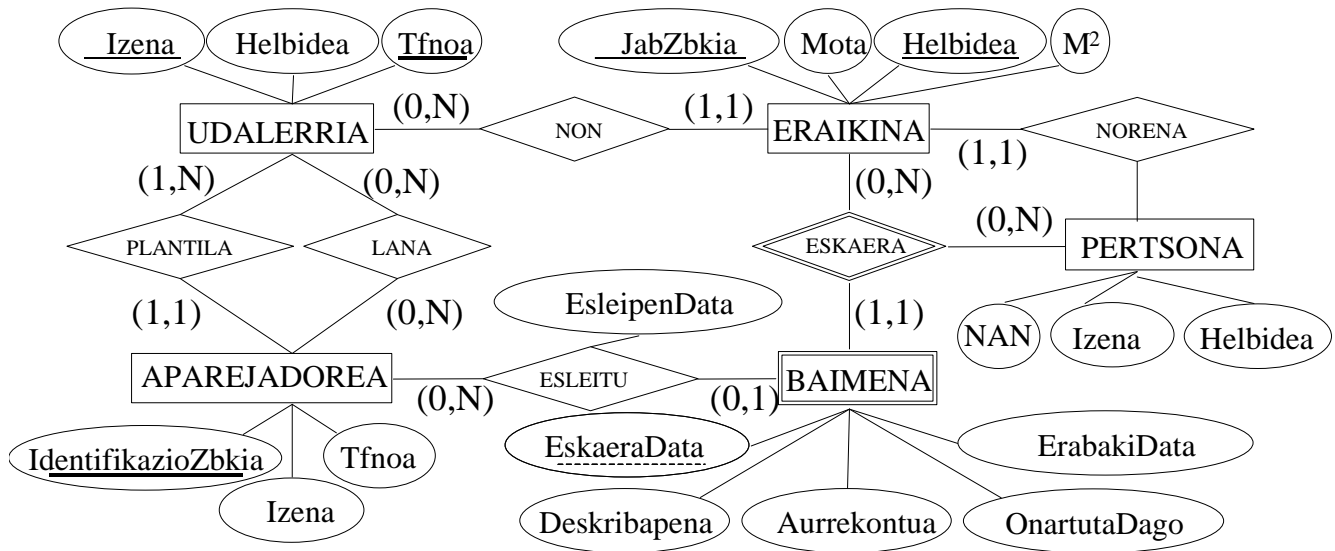 Izena Helbidea Tfnoa JabZbkia Mota Helbidea M²
(0,N) (1,1)
UDALERRIA NON ERAIKINA NORENA
(1,N) (0,N) (0,N) (1,1)
PLANTILA LANA ESKAERA (0,N) PERTSONA
(1,1) (0,N) EsleipenData (1,1) NAN Izena Helbidea
APAREJADOREA (0,N) ESLEITU (0,1) BAIMENA
IdentifikazioZbkia Tfnoa EskaeraData ErabakiData
Izena Deskribapena Aurrekontua OnartutaDago